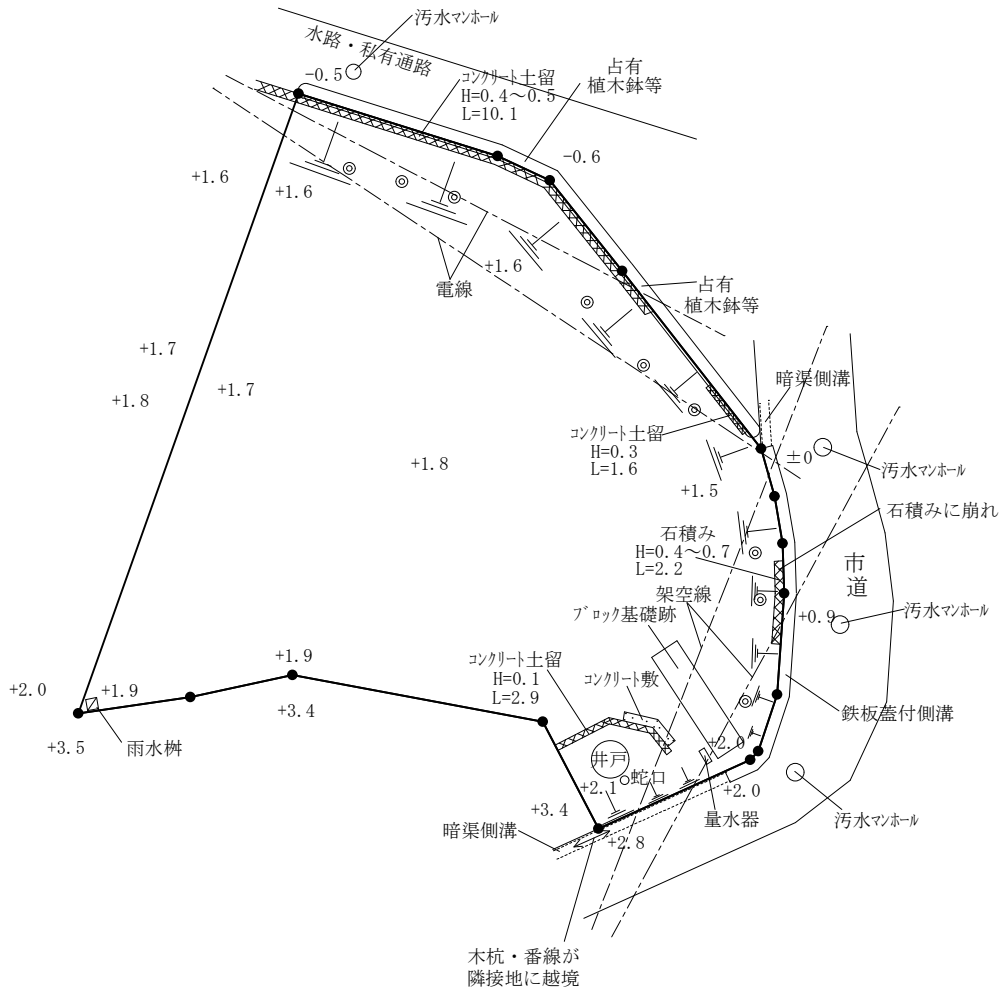 汚水ﾏﾝﾎｰﾙ
水路・私有通路
-0.5
ｺﾝｸﾘｰﾄ土留
H=0.4～0.5
L=10.1
占有
植木鉢等
-0.6
+1.6
+1.6
+1.6
電線
占有
植木鉢等
+1.7
+1.8
+1.7
暗渠側溝
ｺﾝｸﾘｰﾄ土留
H=0.3
L=1.6
±0
+1.8
汚水ﾏﾝﾎｰﾙ
+1.5
石積みに崩れ
石積み
H=0.4～0.7
L=2.2
市道
架空線
ﾌﾞﾛｯｸ基礎跡
+0.9
汚水ﾏﾝﾎｰﾙ
+1.9
ｺﾝｸﾘｰﾄ土留
H=0.1
L=2.9
ｺﾝｸﾘｰﾄ敷
+2.0
+1.9
+3.4
鉄板蓋付側溝
+3.5
雨水桝
+2.0
井戸
蛇口
+2.1
+2.0
+3.4
量水器
汚水ﾏﾝﾎｰﾙ
暗渠側溝
+2.8
木杭・番線が
隣接地に越境